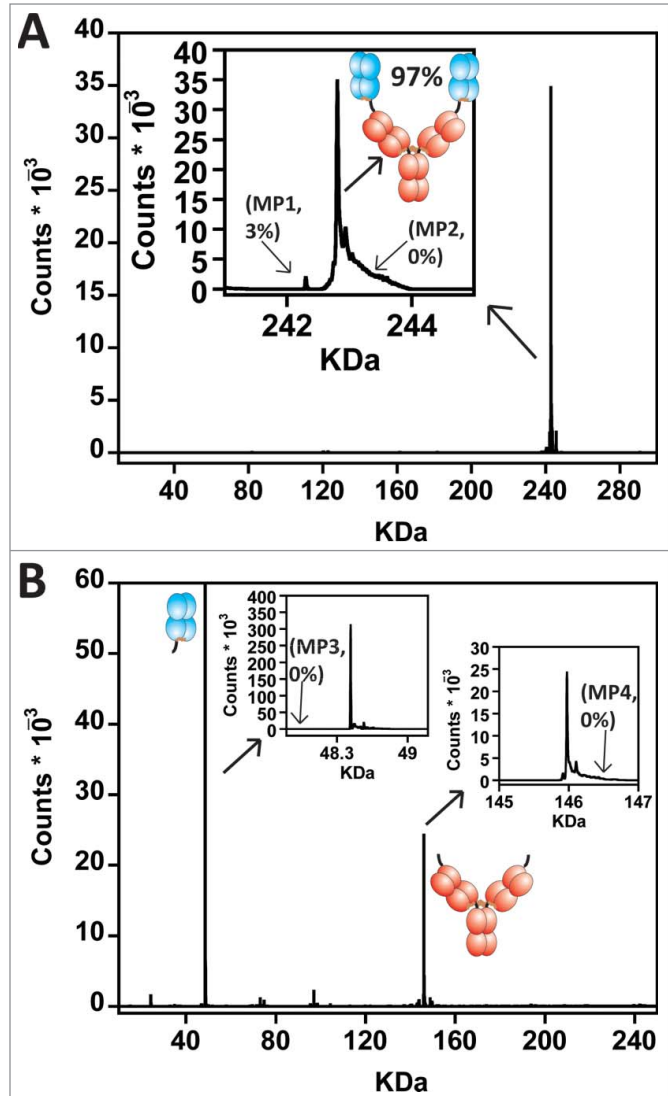 A
40
35
30
25
20
15
10
5
0
Counts * 10⁻³
40
35
30
25
20
15
10
5
0
Counts * 10⁻³
97%
(MP1,
3%)
(MP2,
0%)
242 244
KDa
40 80 120 160 200 240 280
KDa
B
60
50
40
30
20
10
0
Counts * 10⁻³
400
350
300
250
200
150
100
50
0
Counts * 10³
(MP3,
0%)
48.3 49
KDa
30
25
20
15
10
5
0
Counts * 10⁻³
(MP4,
0%)
145 146 147
KDa
40 80 120 160 200 240
KDa